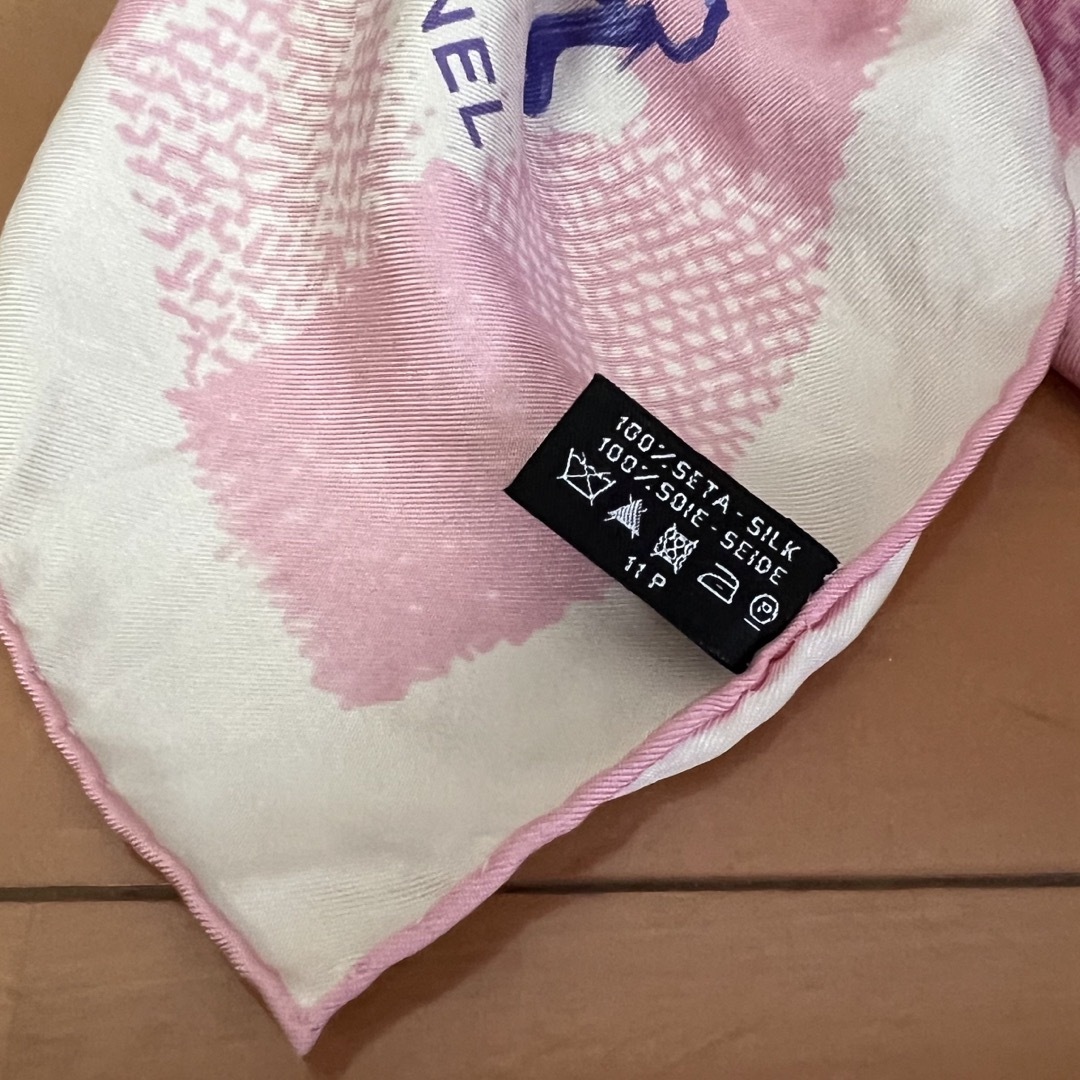 NEL
100% SETA - SILK
100% SOIE - SEIDE
P
11 P